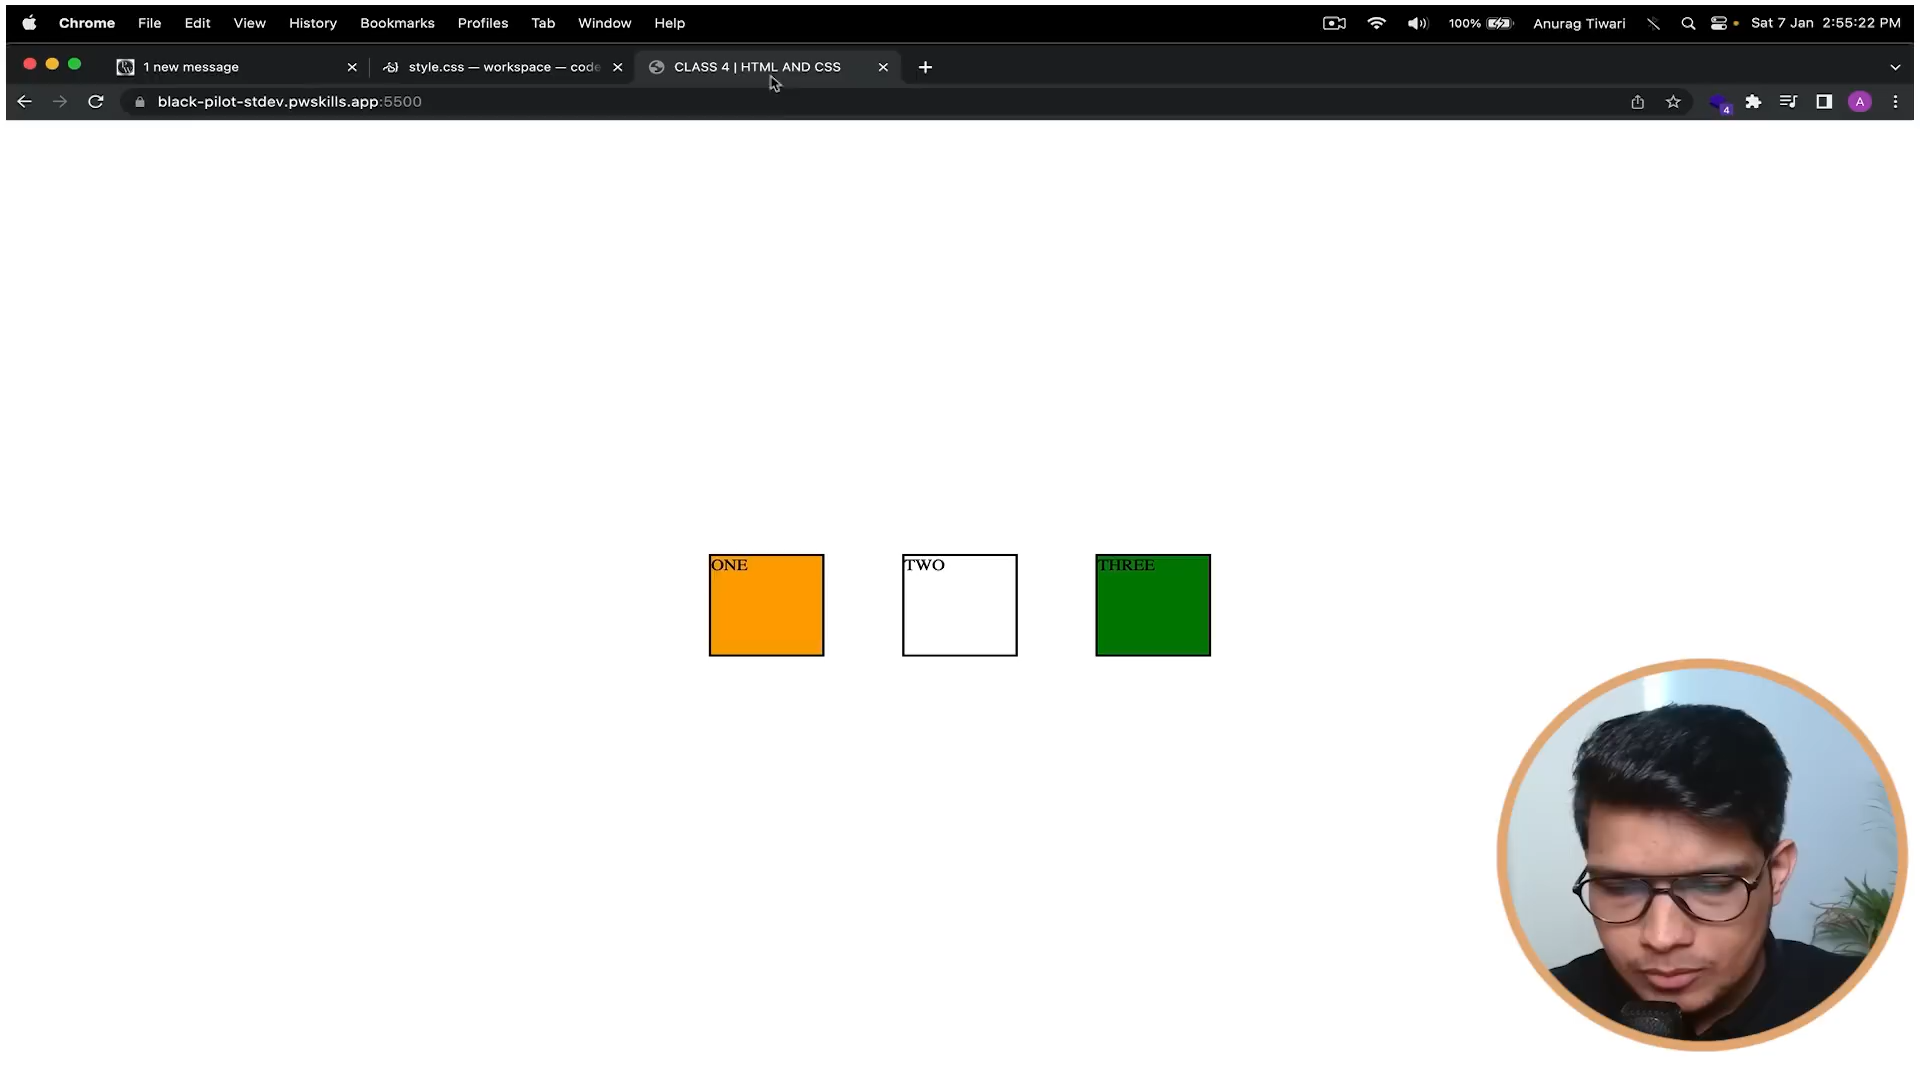 Chrome File Edit View History Bookmarks Profiles Tab Window Help 100% Anurag Tiwari Sat 7 Jan 2:55:22 PM
1 new message style.css — workspace — code CLASS 4 | HTML AND CSS
black-pilot-stdev.pwskills.app:5500 4 A
ONE TWO THREE